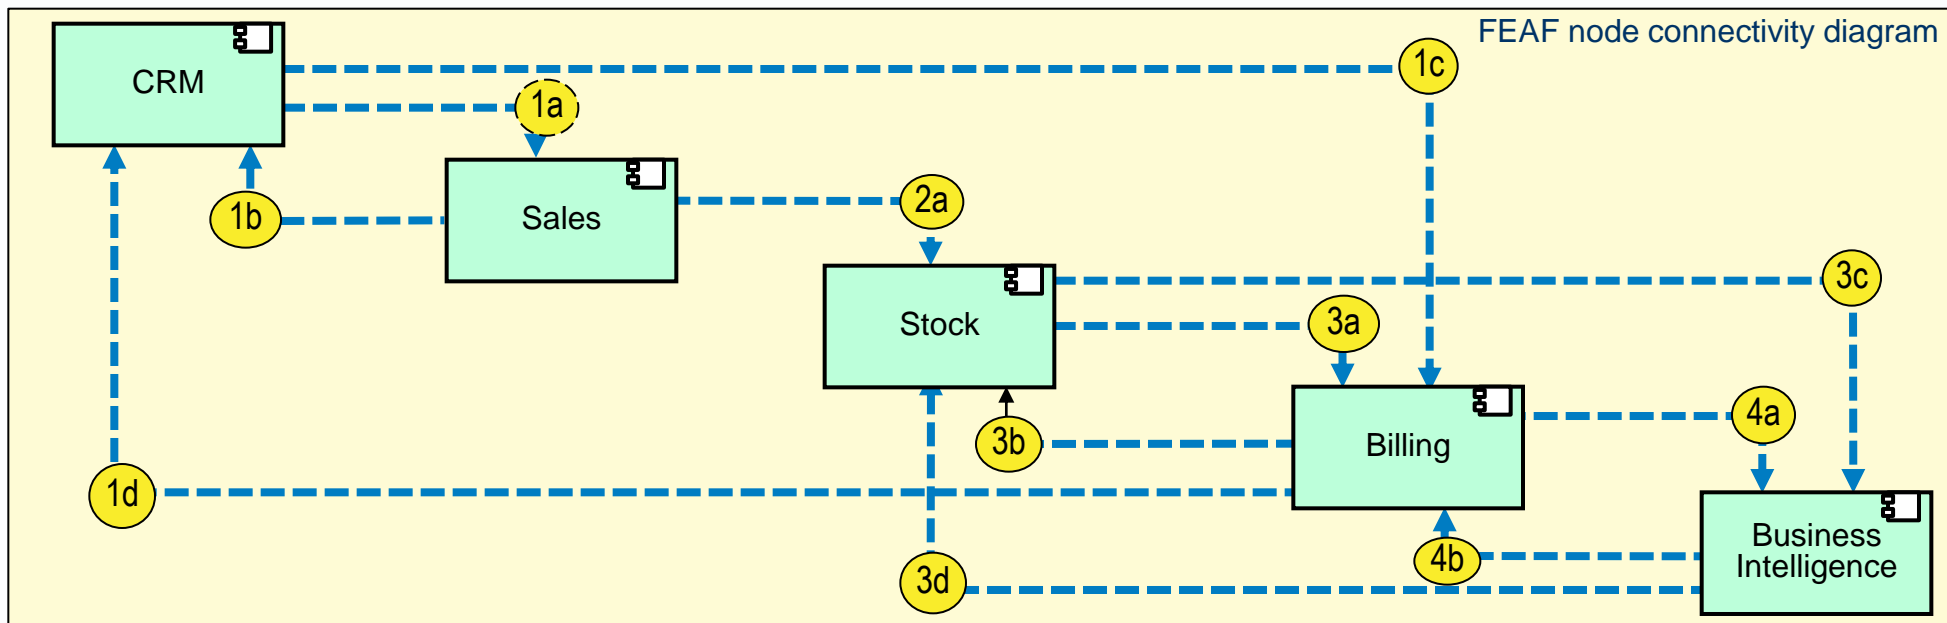 FEAF node connectivity diagram
CRM
1c
1a
Sales
1b
2a
Stock
3c
3a
Billing
4a
3b
1d
Business
Intelligence
4b
3d